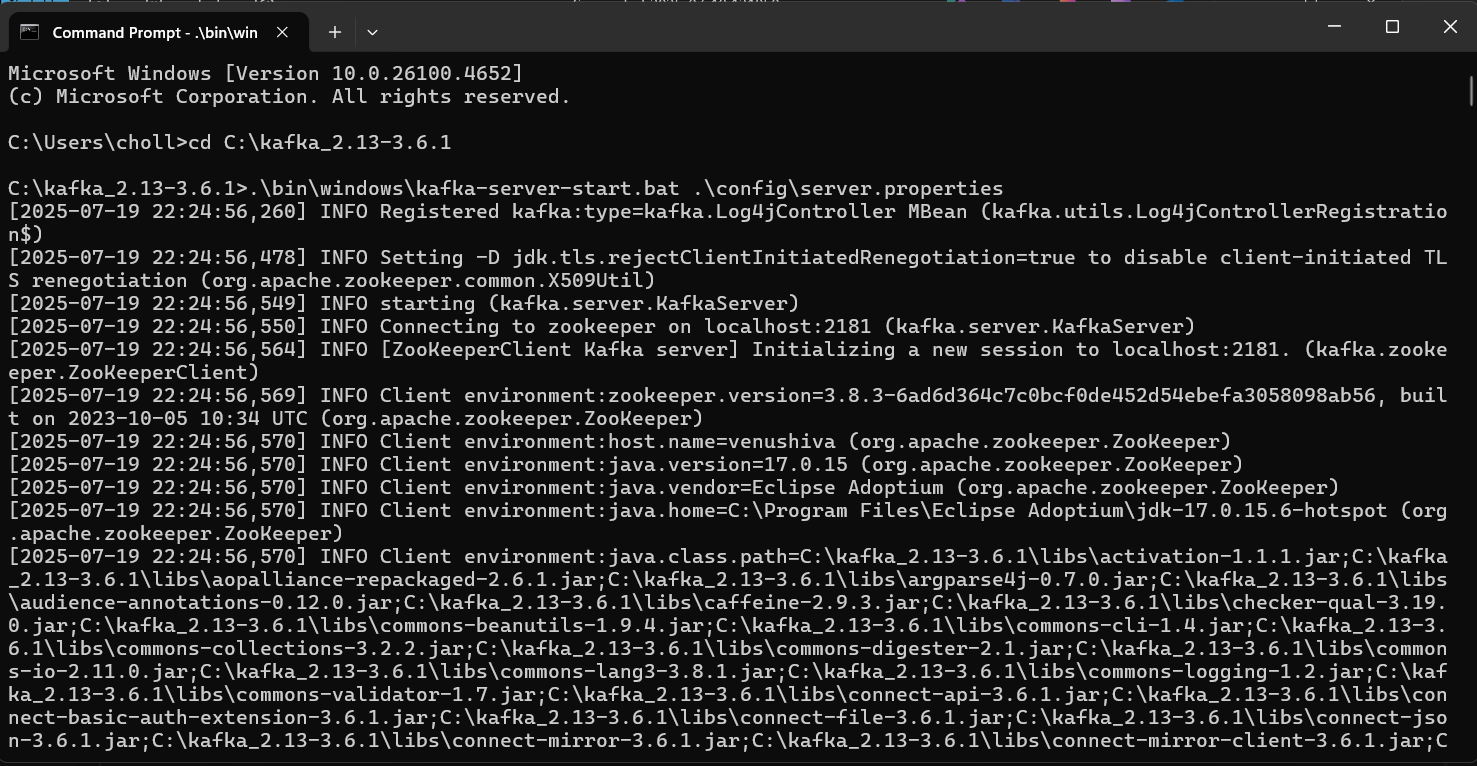 Command Prompt - .\bin\win
Microsoft Windows [Version 10.0.26100.4652]
(c) Microsoft Corporation. All rights reserved.
C:\Users\choll>cd C:\kafka_2.13-3.6.1
C:\kafka_2.13-3.6.1>.\bin\windows\kafka-server-start.bat .\config\server.properties
[2025-07-19 22:24:56,260] INFO Registered kafka:type=kafka.Log4jController MBean (kafka.utils.Log4jControllerRegistratio
n$)
[2025-07-19 22:24:56,478] INFO Setting -D jdk.tls.rejectClientInitiatedRenegotiation=true to disable client-initiated TL
S renegotiation (org.apache.zookeeper.common.X509Util)
[2025-07-19 22:24:56,549] INFO starting (kafka.server.KafkaServer)
[2025-07-19 22:24:56,550] INFO Connecting to zookeeper on localhost:2181 (kafka.server.KafkaServer)
[2025-07-19 22:24:56,564] INFO [ZooKeeperClient Kafka server] Initializing a new session to localhost:2181. (kafka.zooke
eper.ZooKeeperClient)
[2025-07-19 22:24:56,569] INFO Client environment:zookeeper.version=3.8.3-6ad6d364c7c0bcf0de452d54ebefa3058098ab56, buil
t on 2023-10-05 10:34 UTC (org.apache.zookeeper.ZooKeeper)
[2025-07-19 22:24:56,570] INFO Client environment:host.name=venushiva (org.apache.zookeeper.ZooKeeper)
[2025-07-19 22:24:56,570] INFO Client environment:java.version=17.0.15 (org.apache.zookeeper.ZooKeeper)
[2025-07-19 22:24:56,570] INFO Client environment:java.vendor=Eclipse Adoptium (org.apache.zookeeper.ZooKeeper)
[2025-07-19 22:24:56,570] INFO Client environment:java.home=C:\Program Files\Eclipse Adoptium\jdk-17.0.15.6-hotspot (org
.apache.zookeeper.ZooKeeper)
[2025-07-19 22:24:56,570] INFO Client environment:java.class.path=C:\kafka_2.13-3.6.1\libs\activation-1.1.1.jar;C:\kafka
_2.13-3.6.1\libs\aopalliance-repackaged-2.6.1.jar;C:\kafka_2.13-3.6.1\libs\argparse4j-0.7.0.jar;C:\kafka_2.13-3.6.1\libs
\audience-annotations-0.12.0.jar;C:\kafka_2.13-3.6.1\libs\caffeine-2.9.3.jar;C:\kafka_2.13-3.6.1\libs\checker-qual-3.19.
0.jar;C:\kafka_2.13-3.6.1\libs\commons-beanutils-1.9.4.jar;C:\kafka_2.13-3.6.1\libs\commons-cli-1.4.jar;C:\kafka_2.13-3.
6.1\libs\commons-collections-3.2.2.jar;C:\kafka_2.13-3.6.1\libs\commons-digester-2.1.jar;C:\kafka_2.13-3.6.1\libs\common
s-io-2.11.0.jar;C:\kafka_2.13-3.6.1\libs\commons-lang3-3.8.1.jar;C:\kafka_2.13-3.6.1\libs\commons-logging-1.2.jar;C:\kaf
ka_2.13-3.6.1\libs\commons-validator-1.7.jar;C:\kafka_2.13-3.6.1\libs\connect-api-3.6.1.jar;C:\kafka_2.13-3.6.1\libs\con
nect-basic-auth-extension-3.6.1.jar;C:\kafka_2.13-3.6.1\libs\connect-file-3.6.1.jar;C:\kafka_2.13-3.6.1\libs\connect-jso
n-3.6.1.jar;C:\kafka_2.13-3.6.1\libs\connect-mirror-3.6.1.jar;C:\kafka_2.13-3.6.1\libs\connect-mirror-client-3.6.1.jar;C